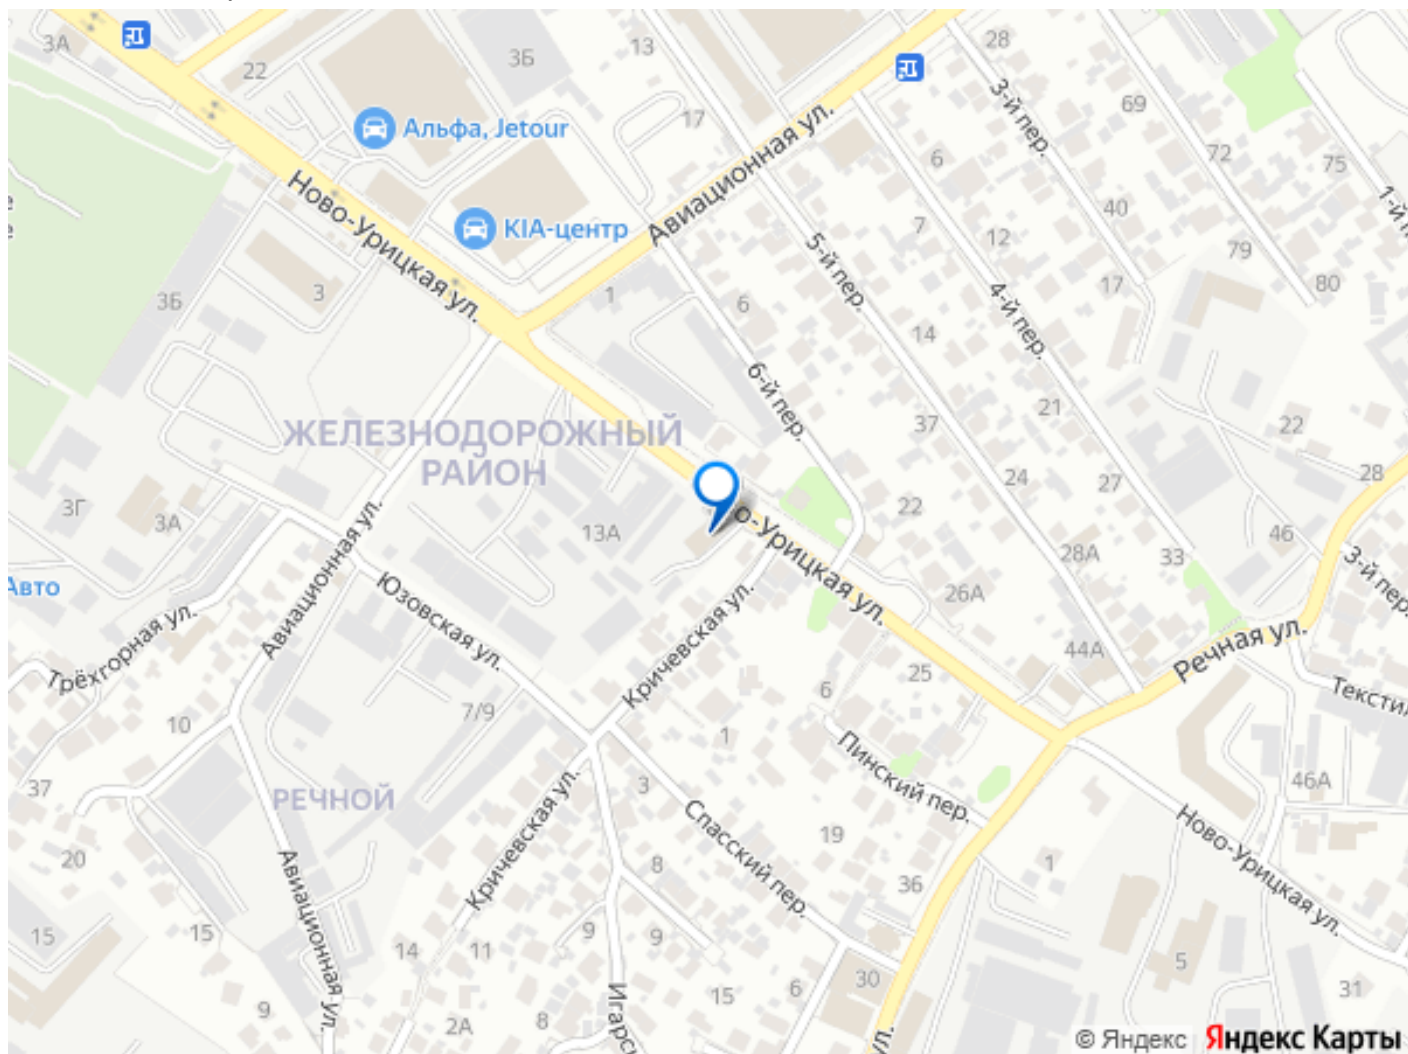 3А
22
3Б
13
28
17
69
3-й пер.
Альфа, Jetour
Авиационная ул.
6
72
75
1-й п
Ново-Урицкая ул.
KIA-центр
7
12
40
79
5-й пер.
4-й пер.
17
80
3Б
3
1
6
14
6-й пер.
21
ЖЕЛЕЗНОДОРОЖНЫЙ
РАЙОН
37
22
24
27
28
3Г
3А
13А
22
46
Авиационная ул.
о-Урицкая ул.
28А
33
3-й пер.
Авто
Юзовская ул.
26А
Трёхгорная ул.
Кричевская ул.
44А
Речная ул.
6
25
Тексти
10
7/9
1
Пинский пер.
37
РЕЧНОЙ
3
46А
Кричевская ул.
Спасский пер.
19
Ново-Урицкая ул.
20
8
36
1
Авиационная ул.
15
15
14
11
9
9
30
5
31
9
2А
8
Игарс
15
6
ул.
© Яндекс Яндекс Карты